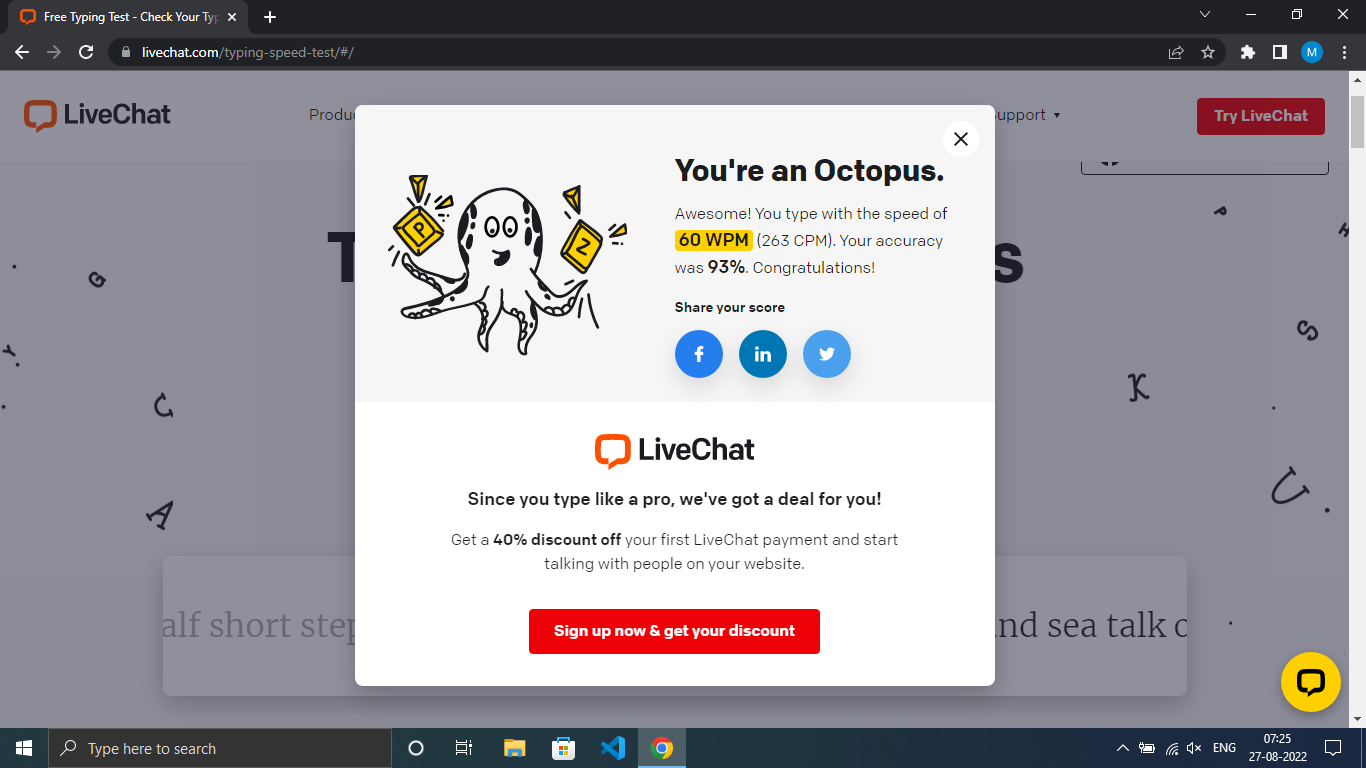 Free Typing Test - Check Your Typ
livechat.com/typing-speed-test/#/
M
LiveChat
Produc
upport
Try LiveChat
You're an Octopus.
Awesome! You type with the speed of
60 WPM (263 CPM). Your accuracy
was 93%. Congratulations!
Share your score
f
in
P
Z
T
s
G
Y
C
A
P
H
S
K
U
LiveChat
Since you type like a pro, we've got a deal for you!
Get a 40% discount off your first LiveChat payment and start
talking with people on your website.
Sign up now & get your discount
alf short step
nd sea talk o
Type here to search
ENG
07:25
27-08-2022